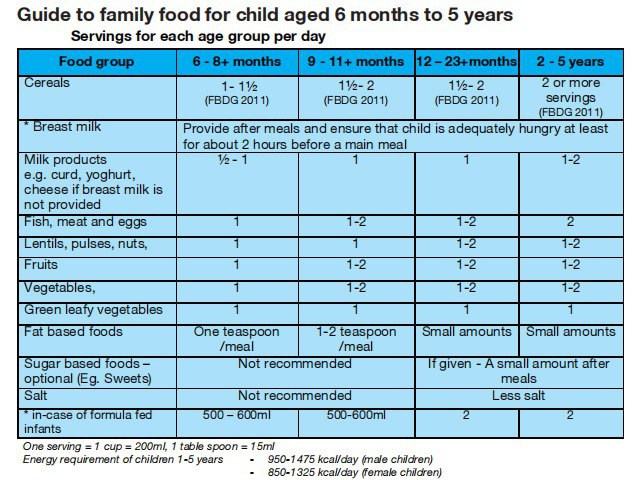 Guide to family food for child aged 6 months to 5 years
Servings for each age group per day
Food group 6 - 8+ months 9 - 11+ months 12 – 23+months 2 - 5 years
Cereals 1- 1½ 1½- 2 1½- 2 2 or more
(FBDG 2011) (FBDG 2011) (FBDG 2011) servings
(FBDG 2011)
* Breast milk Provide after meals and ensure that child is adequately hungry at least
for about 2 hours before a main meal
Milk products ½ - 1 1 1 1-2
e.g. curd, yoghurt,
cheese if breast milk is
not provided
Fish, meat and eggs 1 1-2 1-2 2
Lentils, pulses, nuts, 1 1 1-2 1-2
Fruits 1 1-2 1-2 1-2
Vegetables, 1 1-2 1-2 1-2
Green leafy vegetables 1 1 1 1
Fat based foods One teaspoon 1-2 teaspoon Small amounts Small amounts
/meal /meal
Sugar based foods – Not recommended If given - A small amount after
optional (Eg. Sweets) meals
Salt Not recommended Less salt
* in-case of formula fed 500 – 600ml 500-600ml 2 2
infants
One serving = 1 cup = 200ml, 1 table spoon = 15ml
Energy requirement of children 1-5 years - 950-1475 kcal/day (male children)
- 850-1325 kcal/day (female children)